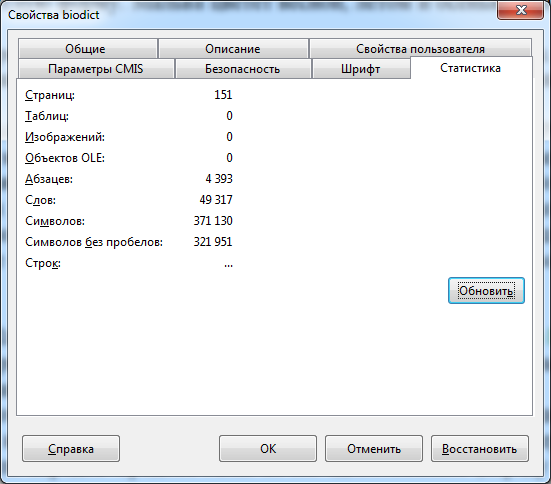 Свойства biodict
Общие Описание Свойства пользователя
Параметры CMIS Безопасность Шрифт Статистика
Страниц: 151
Таблиц: 0
Изображений: 0
Объектов OLE: 0
Абзацев: 4 393
Слов: 49 317
Символов: 371 130
Символов без пробелов: 321 951
Строк: ...
Обновить
Справка OK Отменить Восстановить